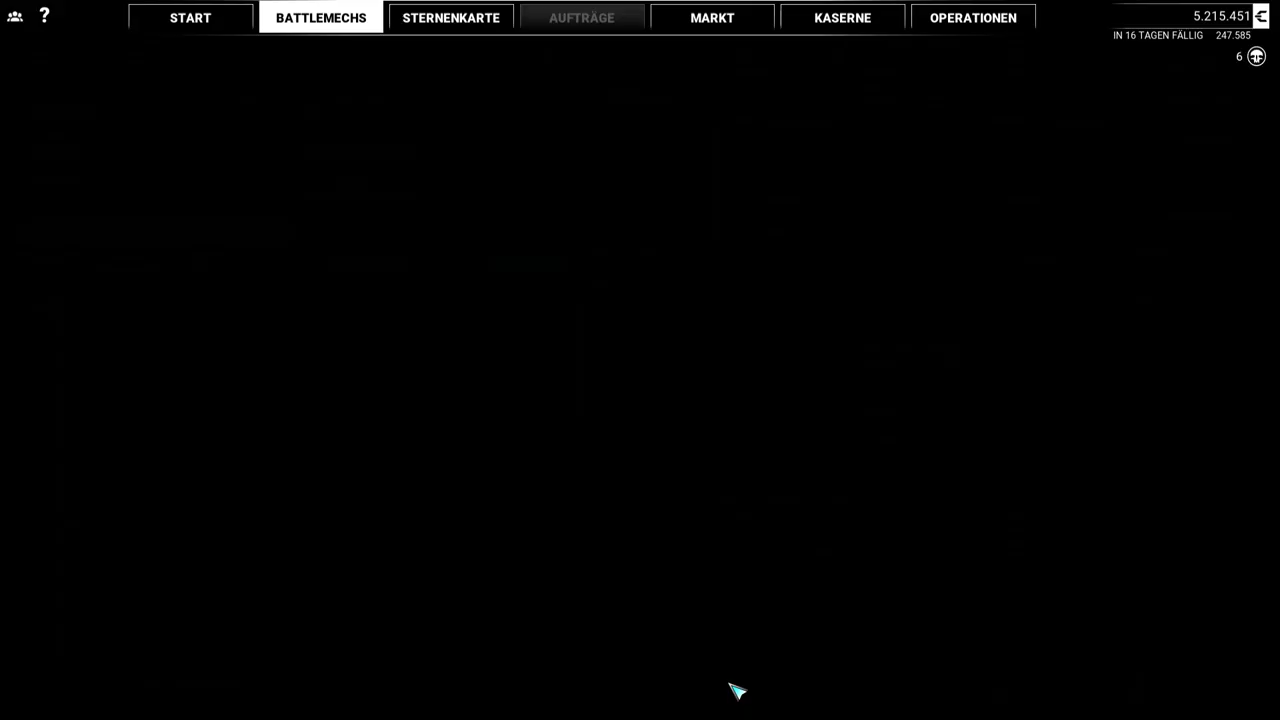 ?
START
BATTLEMECHS
STERNENKARTE
AUFTRÄGE
MARKT
KASERNE
OPERATIONEN
5.215.451
IN 16 TAGEN FÄLLIG 247.585
6